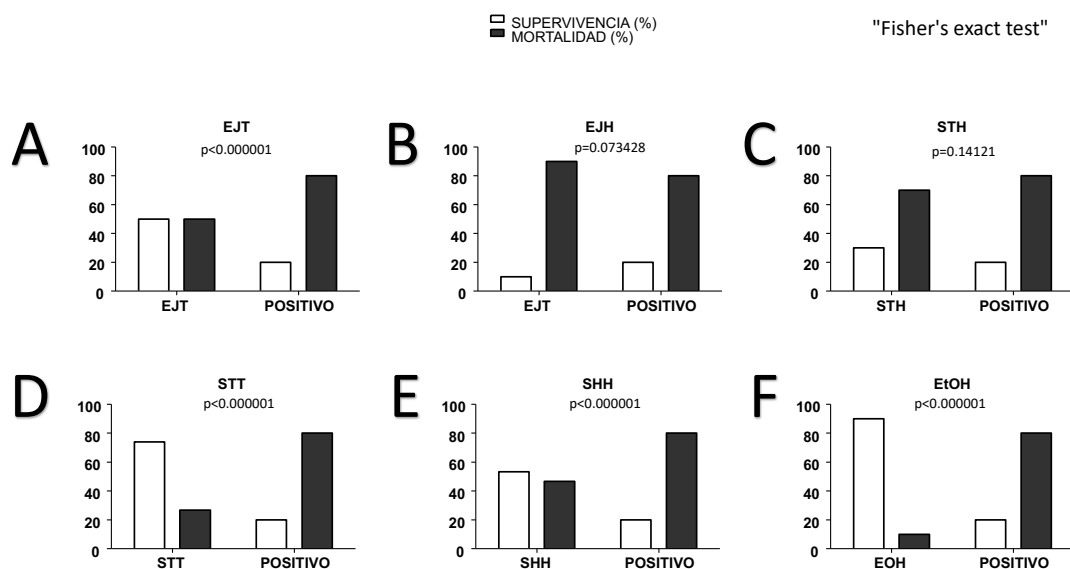 SUPERVIVENCIA (%)
MORTALIDAD (%)
"Fisher's exact test"
A
EJT
p<0.000001
100
80
60
40
20
0
EJT POSITIVO
B
EJH
p=0.073428
100
80
60
40
20
0
EJT POSITIVO
C
STH
p=0.14121
100
80
60
40
20
0
STH POSITIVO
D
STT
p<0.000001
100
80
60
40
20
0
STT POSITIVO
E
SHH
p<0.000001
100
80
60
40
20
0
SHH POSITIVO
F
EtOH
p<0.000001
100
80
60
40
20
0
EOH POSITIVO